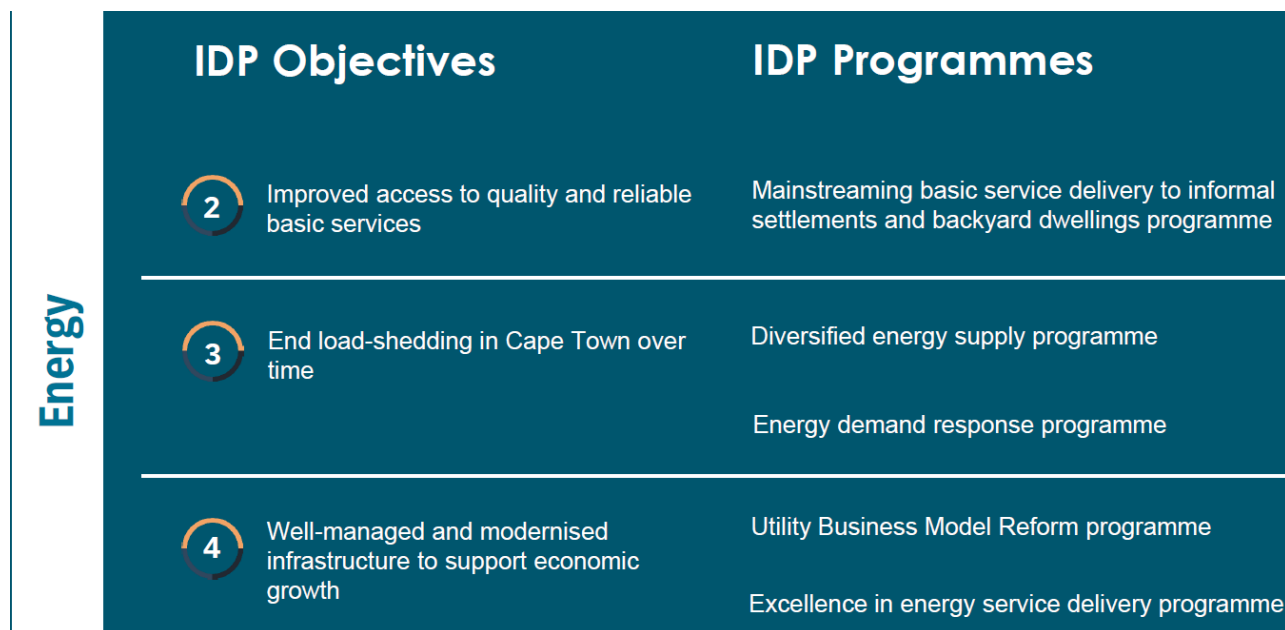 Energy
IDP Objectives
IDP Programmes
2
Improved access to quality and reliable
basic services
Mainstreaming basic service delivery to informal
settlements and backyard dwellings programme
3
End load-shedding in Cape Town over
time
Diversified energy supply programme
Energy demand response programme
4
Well-managed and modernised
infrastructure to support economic
growth
Utility Business Model Reform programme
Excellence in energy service delivery programme